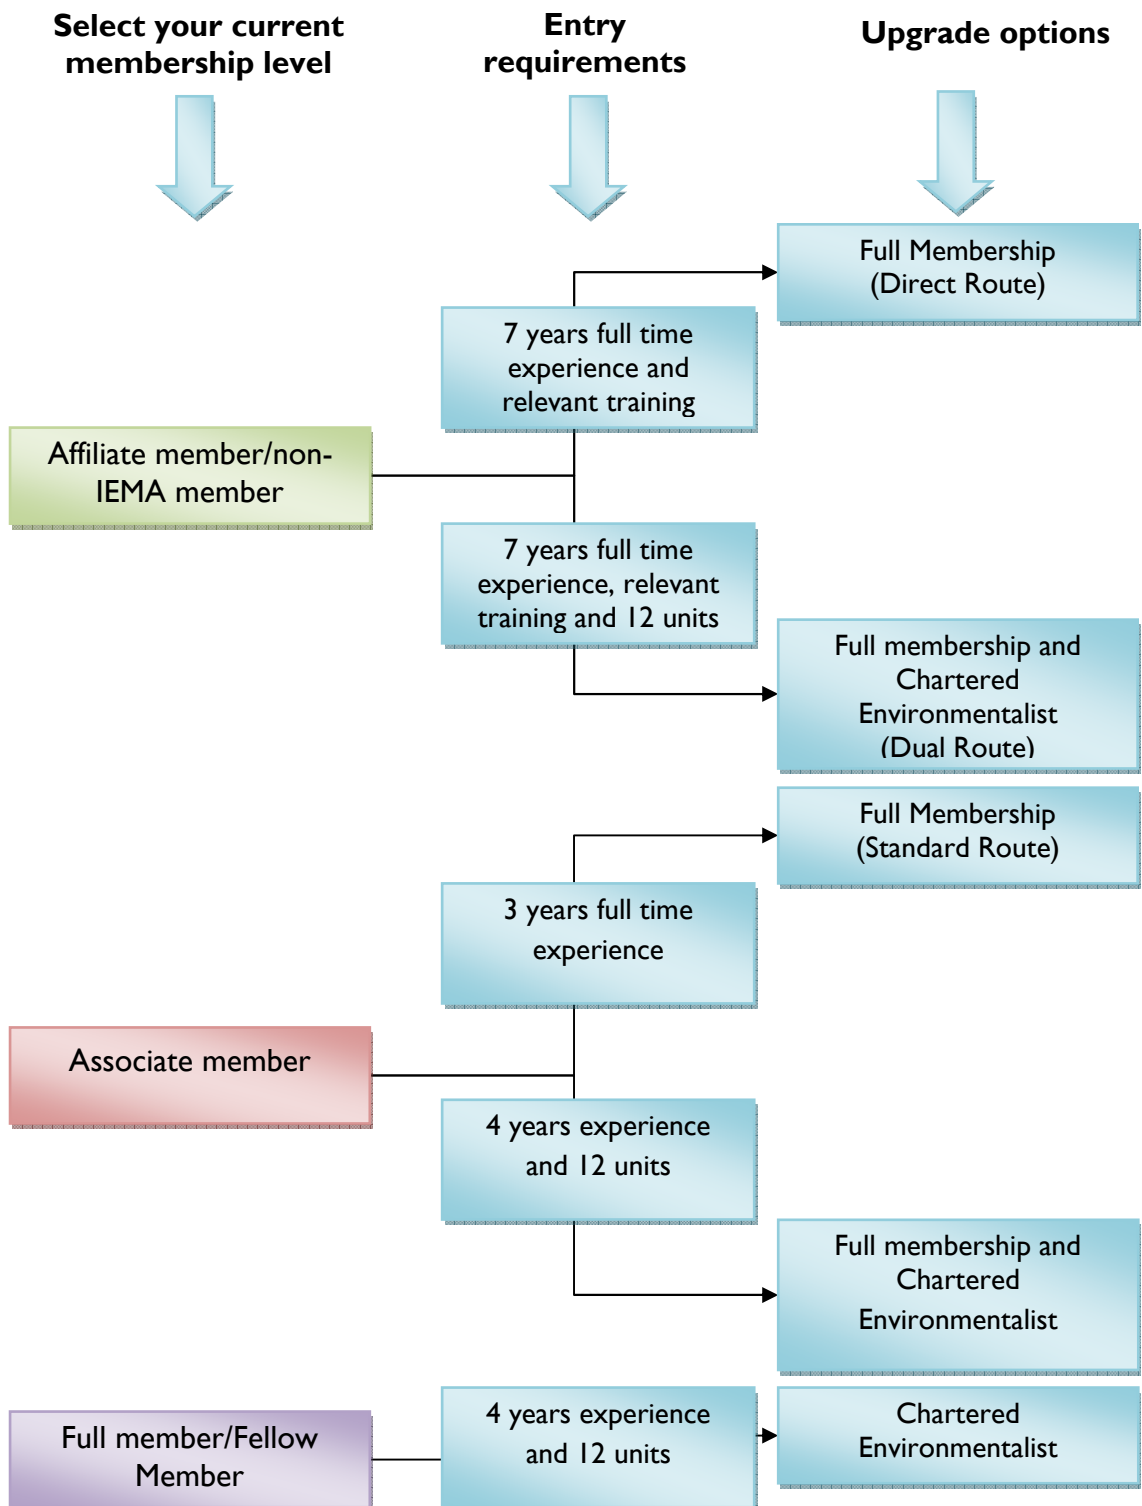 Select your current
membership level
Entry
requirements
Upgrade options
Full Membership
(Direct Route)
7 years full time
experience and
relevant training
Affiliate member/non-
IEMA member
7 years full time
experience, relevant
training and 12 units
Full membership and
Chartered
Environmentalist
(Dual Route)
Full Membership
(Standard Route)
3 years full time
experience
Associate member
4 years experience
and 12 units
Full membership and
Chartered
Environmentalist
Full member/Fellow
Member
4 years experience
and 12 units
Chartered
Environmentalist